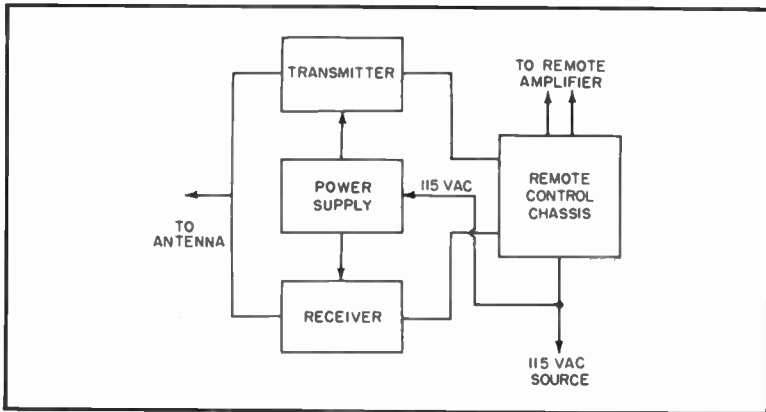 TRANSMITTER
TO REMOTE
AMPLIFIER
POWER
SUPPLY
115 VAC
REMOTE
CONTROL
CHASSIS
TO
ANTENNA
RECEIVER
115 VAC
SOURCE